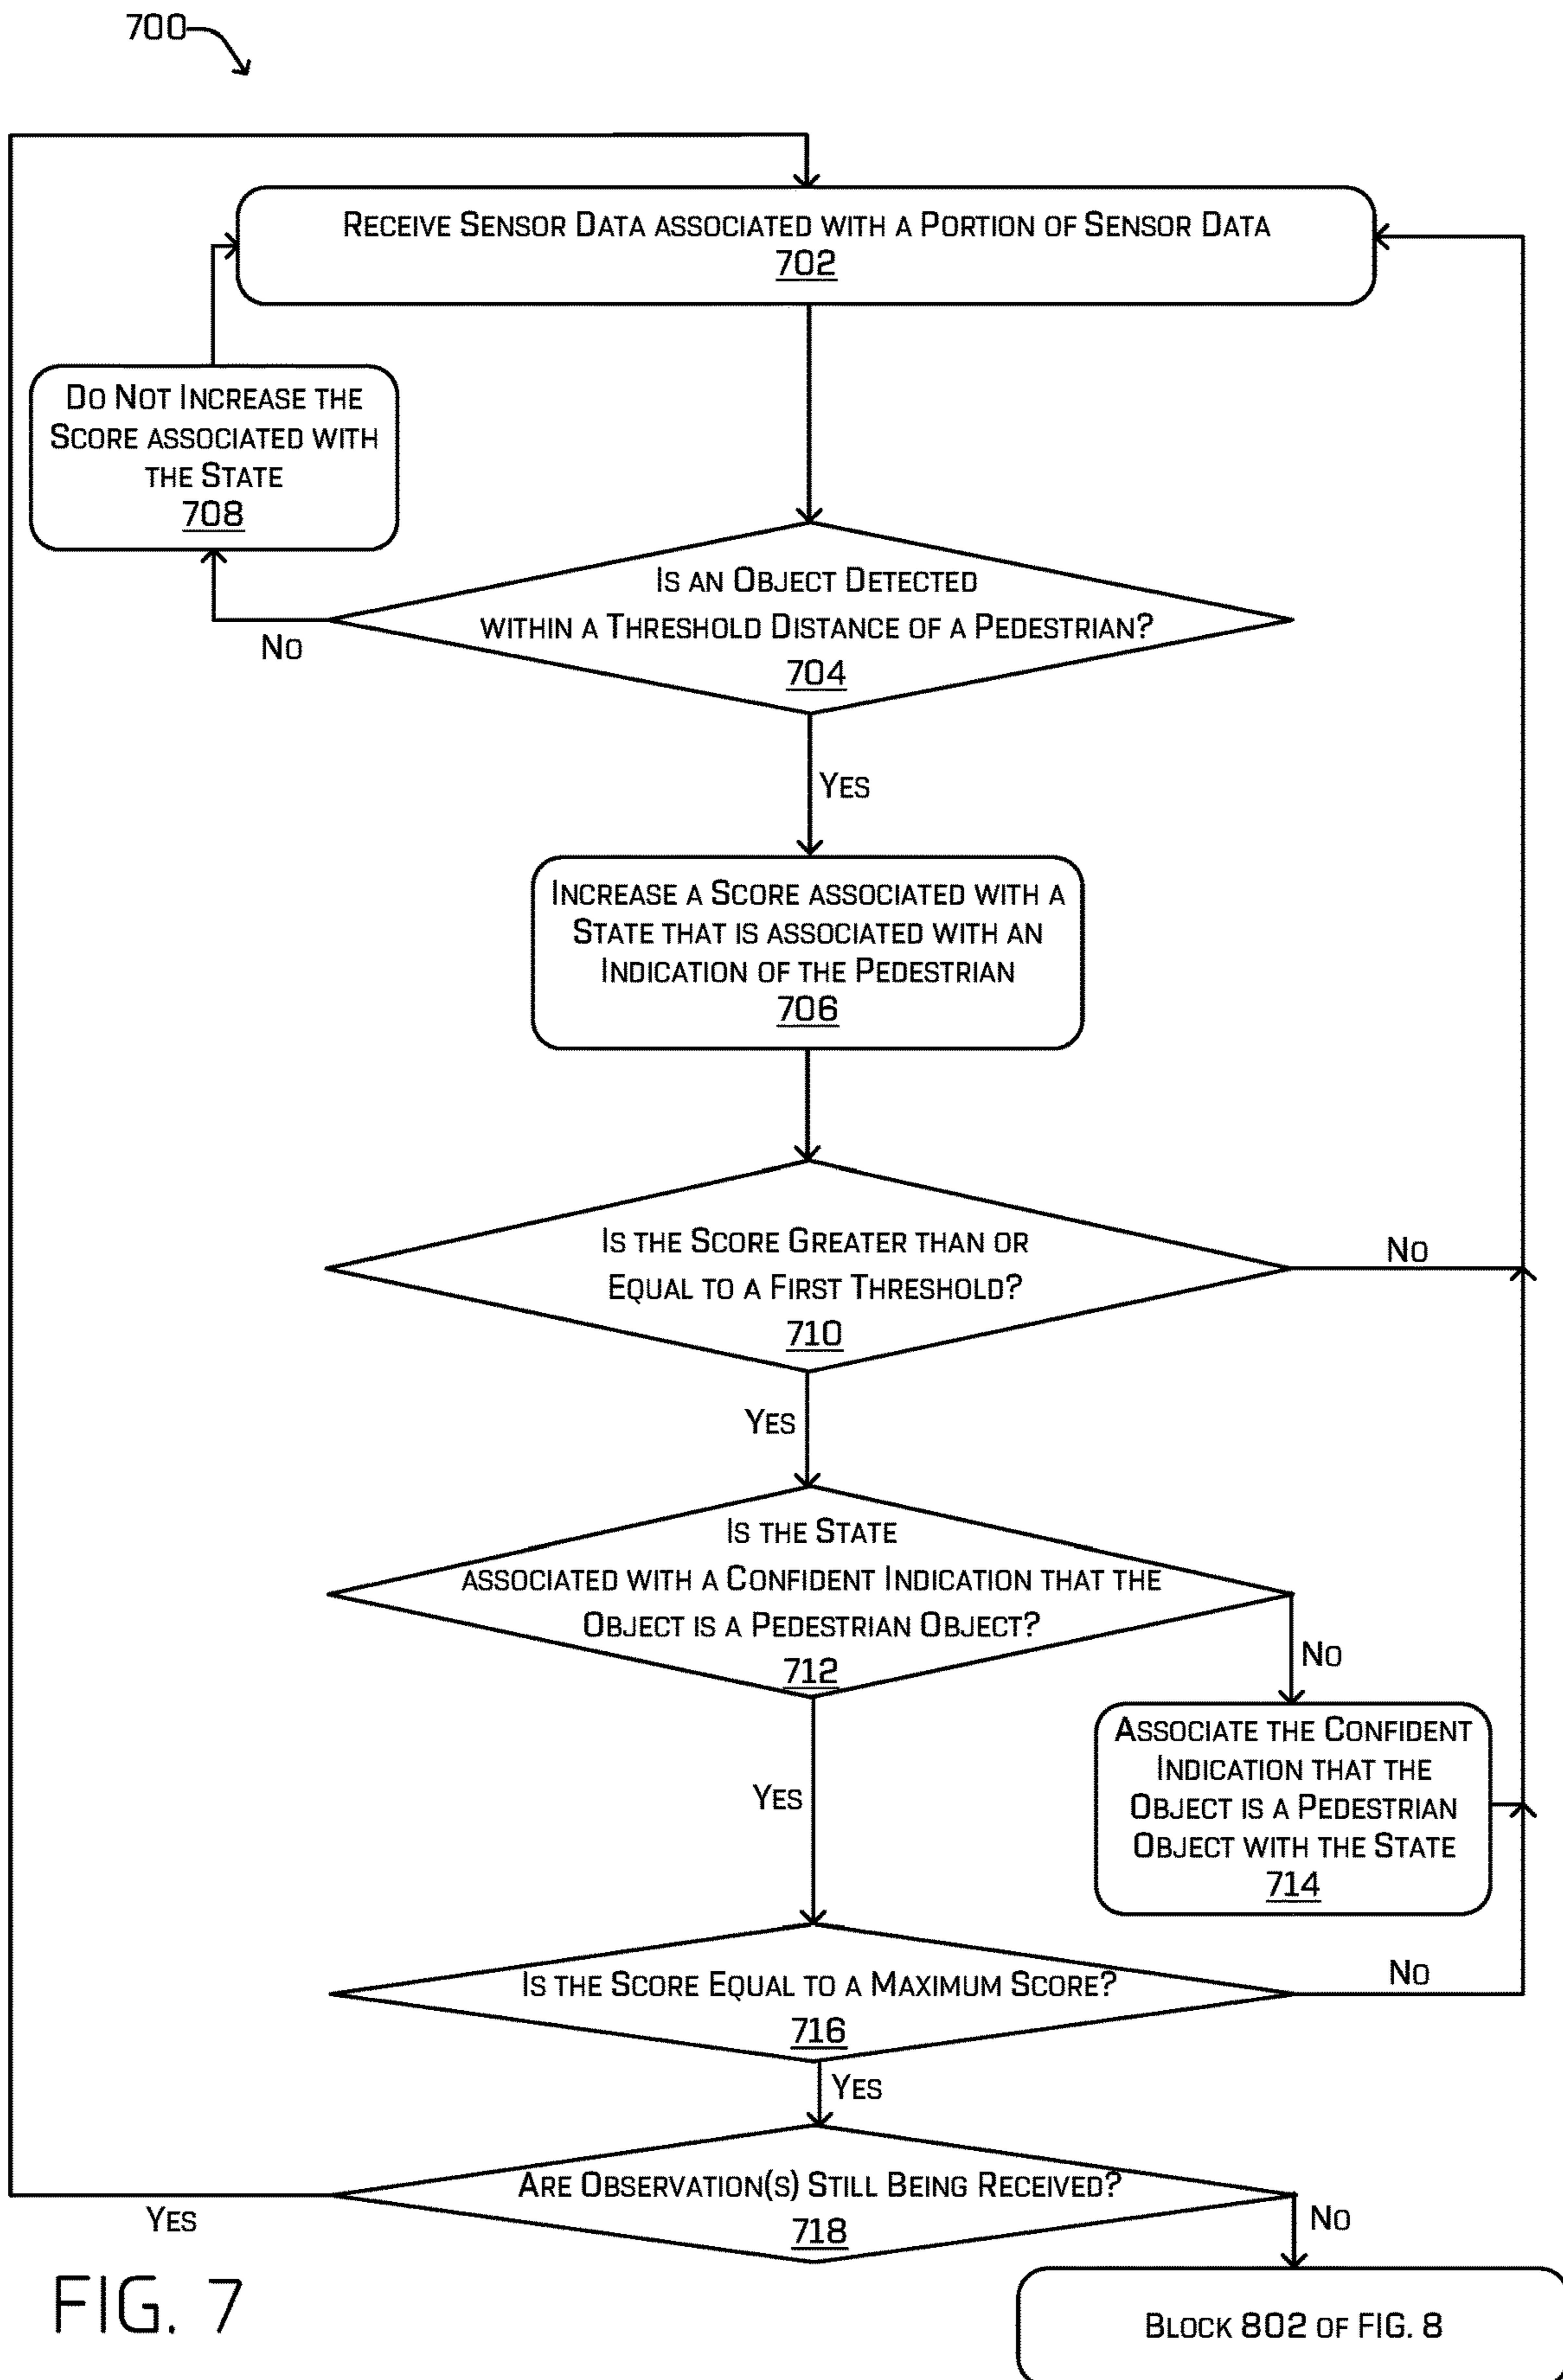 700
Receive Sensor Data associated with a Portion of Sensor Data
702
Do Not Increase the
Score associated with
the State
708
Is an Object Detected
within a Threshold Distance of a Pedestrian?
704
No
Yes
Increase a Score associated with a
State that is associated with an
Indication of the Pedestrian
706
Is the Score Greater than or
Equal to a First Threshold?
710
No
Yes
Is the State
associated with a Confident Indication that the
Object is a Pedestrian Object?
712
No
Yes
Associate the Confident
Indication that the
Object is a Pedestrian
Object with the State
714
Is the Score Equal to a Maximum Score?
716
No
Yes
Are Observation(s) Still Being Received?
718
Yes
No
Block 802 of FIG. 8
FIG. 7